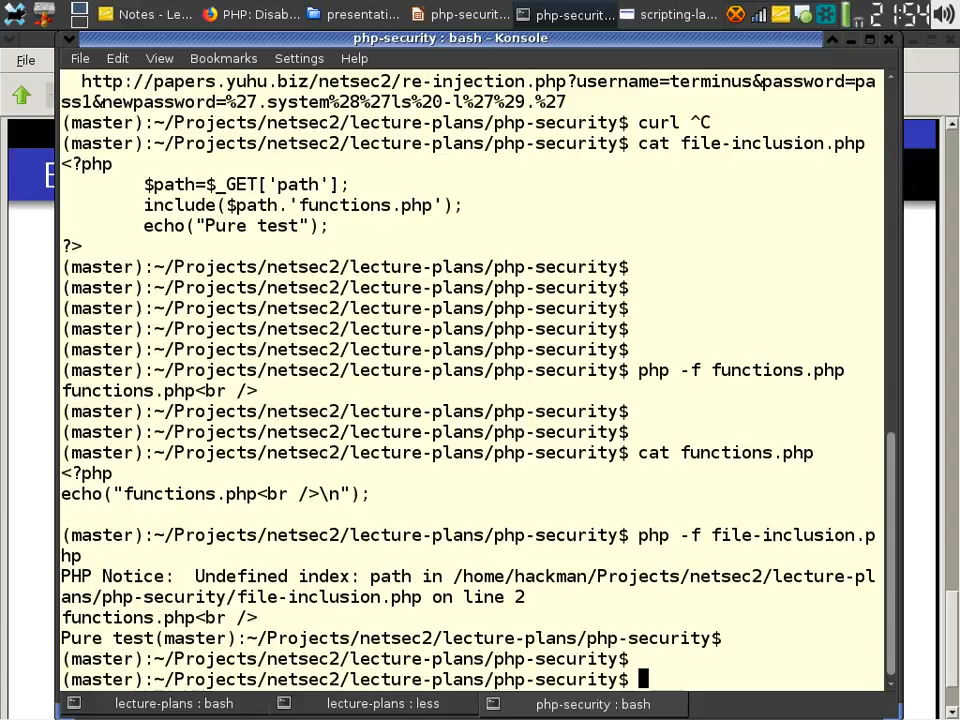 Notes - Le...
PHP: Disab...
presentati...
php-securit...
php-securit...
scripting-la...
2 1:54
php-security : bash - Konsole
File
File Edit View Bookmarks Settings Help
http://papers.yuhu.biz/netsec2/re-injection.php?username=terminus&password=pa
ss1&newpassword=%27.system%28%27ls%20-l%27%29.%27
(master):~/Projects/netsec2/lecture-plans/php-security$ curl ^C
(master):~/Projects/netsec2/lecture-plans/php-security$ cat file-inclusion.php
<?php
$path=$_GET['path'];
include($path.'functions.php');
echo("Pure test");
?>
(master):~/Projects/netsec2/lecture-plans/php-security$
(master):~/Projects/netsec2/lecture-plans/php-security$
(master):~/Projects/netsec2/lecture-plans/php-security$
(master):~/Projects/netsec2/lecture-plans/php-security$
(master):~/Projects/netsec2/lecture-plans/php-security$
(master):~/Projects/netsec2/lecture-plans/php-security$ php -f functions.php
functions.php<br />
(master):~/Projects/netsec2/lecture-plans/php-security$
(master):~/Projects/netsec2/lecture-plans/php-security$
(master):~/Projects/netsec2/lecture-plans/php-security$ cat functions.php
<?php
echo("functions.php<br />\n");
(master):~/Projects/netsec2/lecture-plans/php-security$ php -f file-inclusion.p
hp
PHP Notice:  Undefined index: path in /home/hackman/Projects/netsec2/lecture-pl
ans/php-security/file-inclusion.php on line 2
functions.php<br />
Pure test(master):~/Projects/netsec2/lecture-plans/php-security$
(master):~/Projects/netsec2/lecture-plans/php-security$
(master):~/Projects/netsec2/lecture-plans/php-security$
lecture-plans : bash
lecture-plans : less
php-security : bash